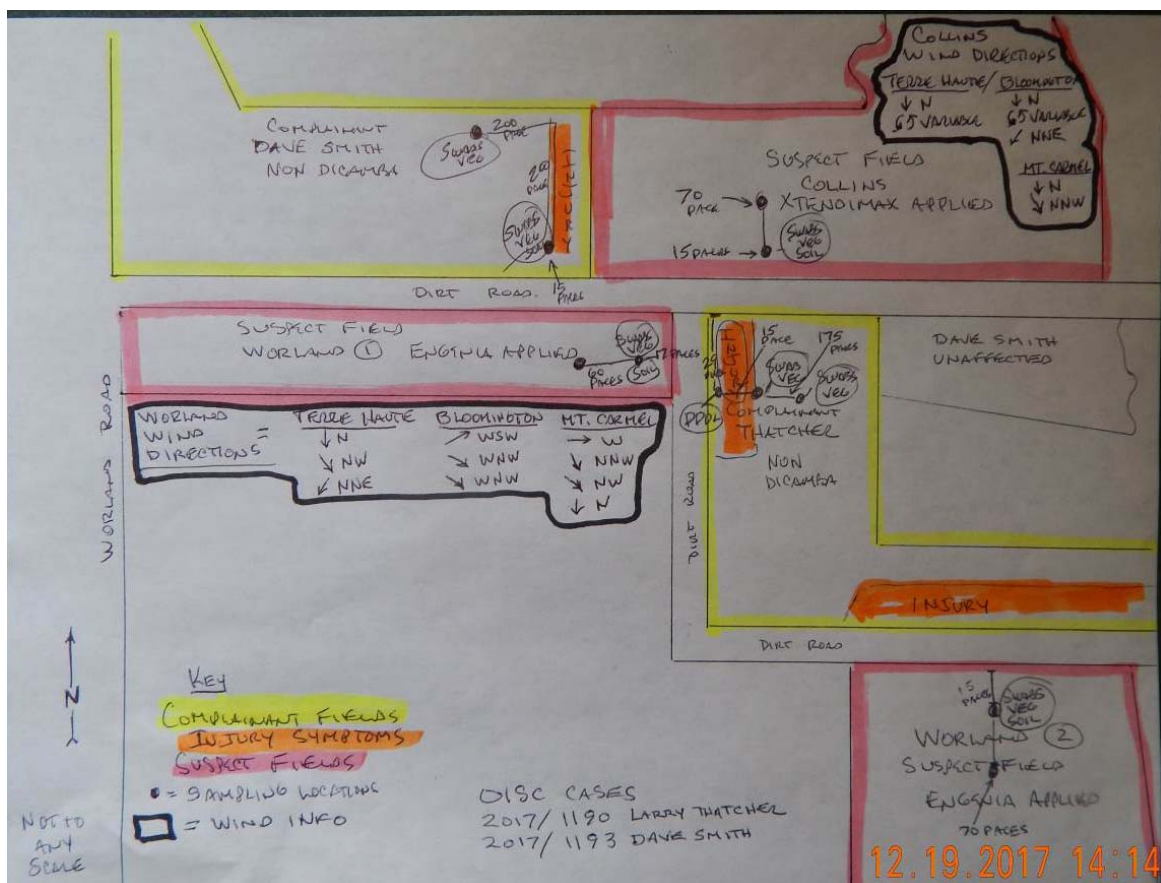 COLLINS
WIND DIRECTIONS
TERRE HAUTE/ BLOOMINGTON
↓ N ↓ N
65 VARIABLE 65 VARIABLE
↙ NNE
MT. CARMEL
↓ N
↘ NNW
COMPLAINANT
DAVE SMITH
NON DICAMBA
200
PACE
SWABS
VEG
200
PACE
INJURY
SWABS
VEG
SOIL
15
PACES
SUSPECT FIELD
COLLINS
XTENDIMAX APPLIED
70
PACE
15 PACES
SWABS
VEG
SOIL
DIRT ROAD
SUSPECT FIELD
WORLAND ① ENGENIA APPLIED
SWABS
VEG
PACES
SOIL
60
PACES
WORLAND ROAD
WORLAND
WIND =
DIRECTIONS
TERRE HAUTE BLOOMINGTON MT. CARMEL
↓ N ↗ WSW → W
↘ NW ↘ WNW ↘ NNW
↙ NNE ↘ WNW ↘ NW
↓ N
INJURY
25
15
PACE
175
PACES
SWABS
VEG
SWABS
VEG
COMPLAINANT
THATCHER
NON
DICAMBA
DAVE SMITH
UNAFFECTED
DIRT ROAD
INJURY
DIRT ROAD
15
PACES
SWABS
VEG
SOIL
WORLAND ②
SUSPECT FIELD
ENGENIA APPLIED
70 PACES
N
NOT TO
ANY
SCALE
KEY
COMPLAINANT FIELDS
INJURY SYMPTOMS
SUSPECT FIELDS
● = SAMPLING LOCATIONS
= WIND INFO
OISC CASES
2017/1190 LARRY THATCHER
2017/1193 DAVE SMITH
12.19.2017 14:14